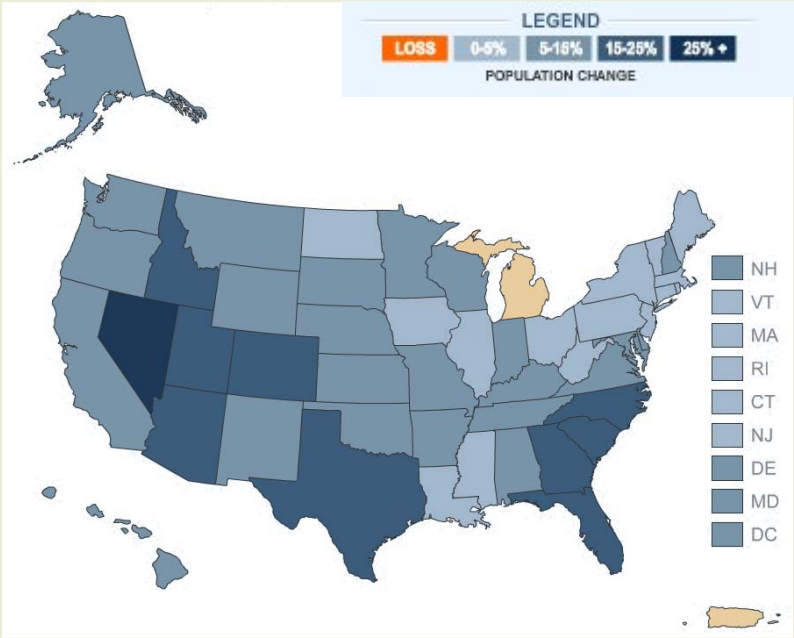 LEGEND
LOSS 0-5% 5-15% 15-25% 25% +
POPULATION CHANGE
NH
VT
MA
RI
CT
NJ
DE
MD
DC